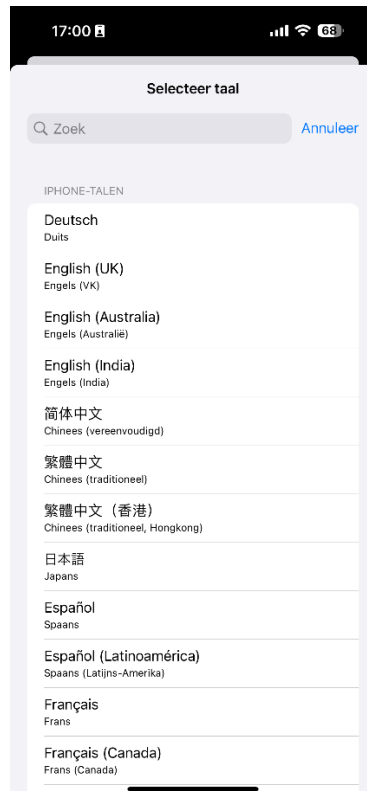 17:00
68
Selecteer taal
Zoek
Annuleer
IPHONE-TALEN
Deutsch
Duits
English (UK)
Engels (VK)
English (Australia)
Engels (Australië)
English (India)
Engels (India)
简体中文
Chinees (vereenvoudigd)
繁體中文
Chinees (traditioneel)
繁體中文（香港）
Chinees (traditioneel, Hongkong)
日本語
Japans
Español
Spaans
Español (Latinoamérica)
Spaans (Latijns-Amerika)
Français
Frans
Français (Canada)
Frans (Canada)